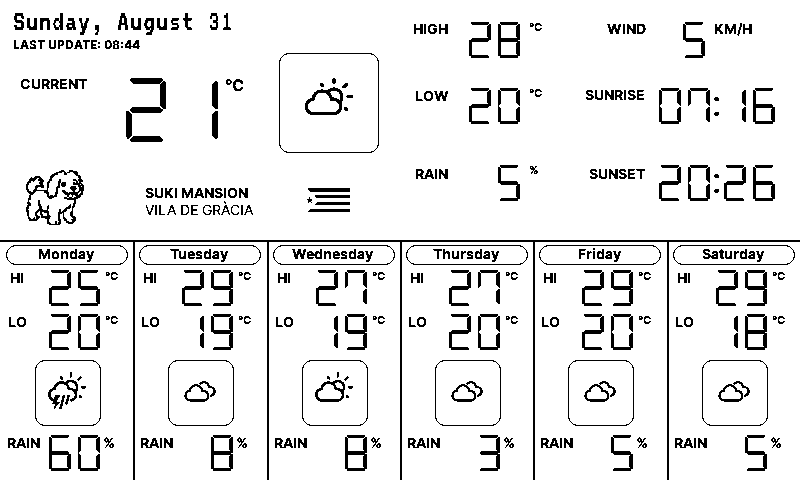 Sunday, August 31
LAST UPDATE: 08:44
CURRENT 21 °C
SUKI MANSION
VILA DE GRÀCIA
HIGH 28 °C
LOW 20 °C
RAIN 5 %
WIND 5 KM/H
SUNRISE 07:16
SUNSET 20:26
Monday
HI 25 °C
LO 20 °C
RAIN 60 %
Tuesday
HI 29 °C
LO 19 °C
RAIN 8 %
Wednesday
HI 27 °C
LO 19 °C
RAIN 8 %
Thursday
HI 27 °C
LO 20 °C
RAIN 3 %
Friday
HI 29 °C
LO 20 °C
RAIN 5 %
Saturday
HI 29 °C
LO 18 °C
RAIN 5 %